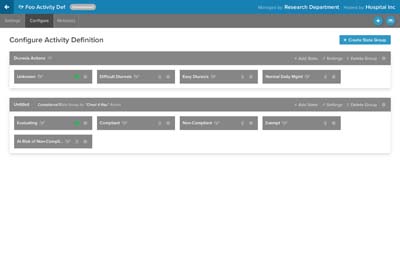 Foo Activity Def
Managed by Research Department Hosted by Hospital Inc
Settings Configure Metadata
Configure Activity Definition
+ Create State Group
Diuresis Actions
+ Add State Settings Delete Group
Unknown
Difficult Diuresis
Easy Diuresis
Normal Daily Mgmt
Untitled
+ Add State Settings Delete Group
Evaluating
Compliant
Non-Compliant
Exempt
At Risk of Non-Compli...